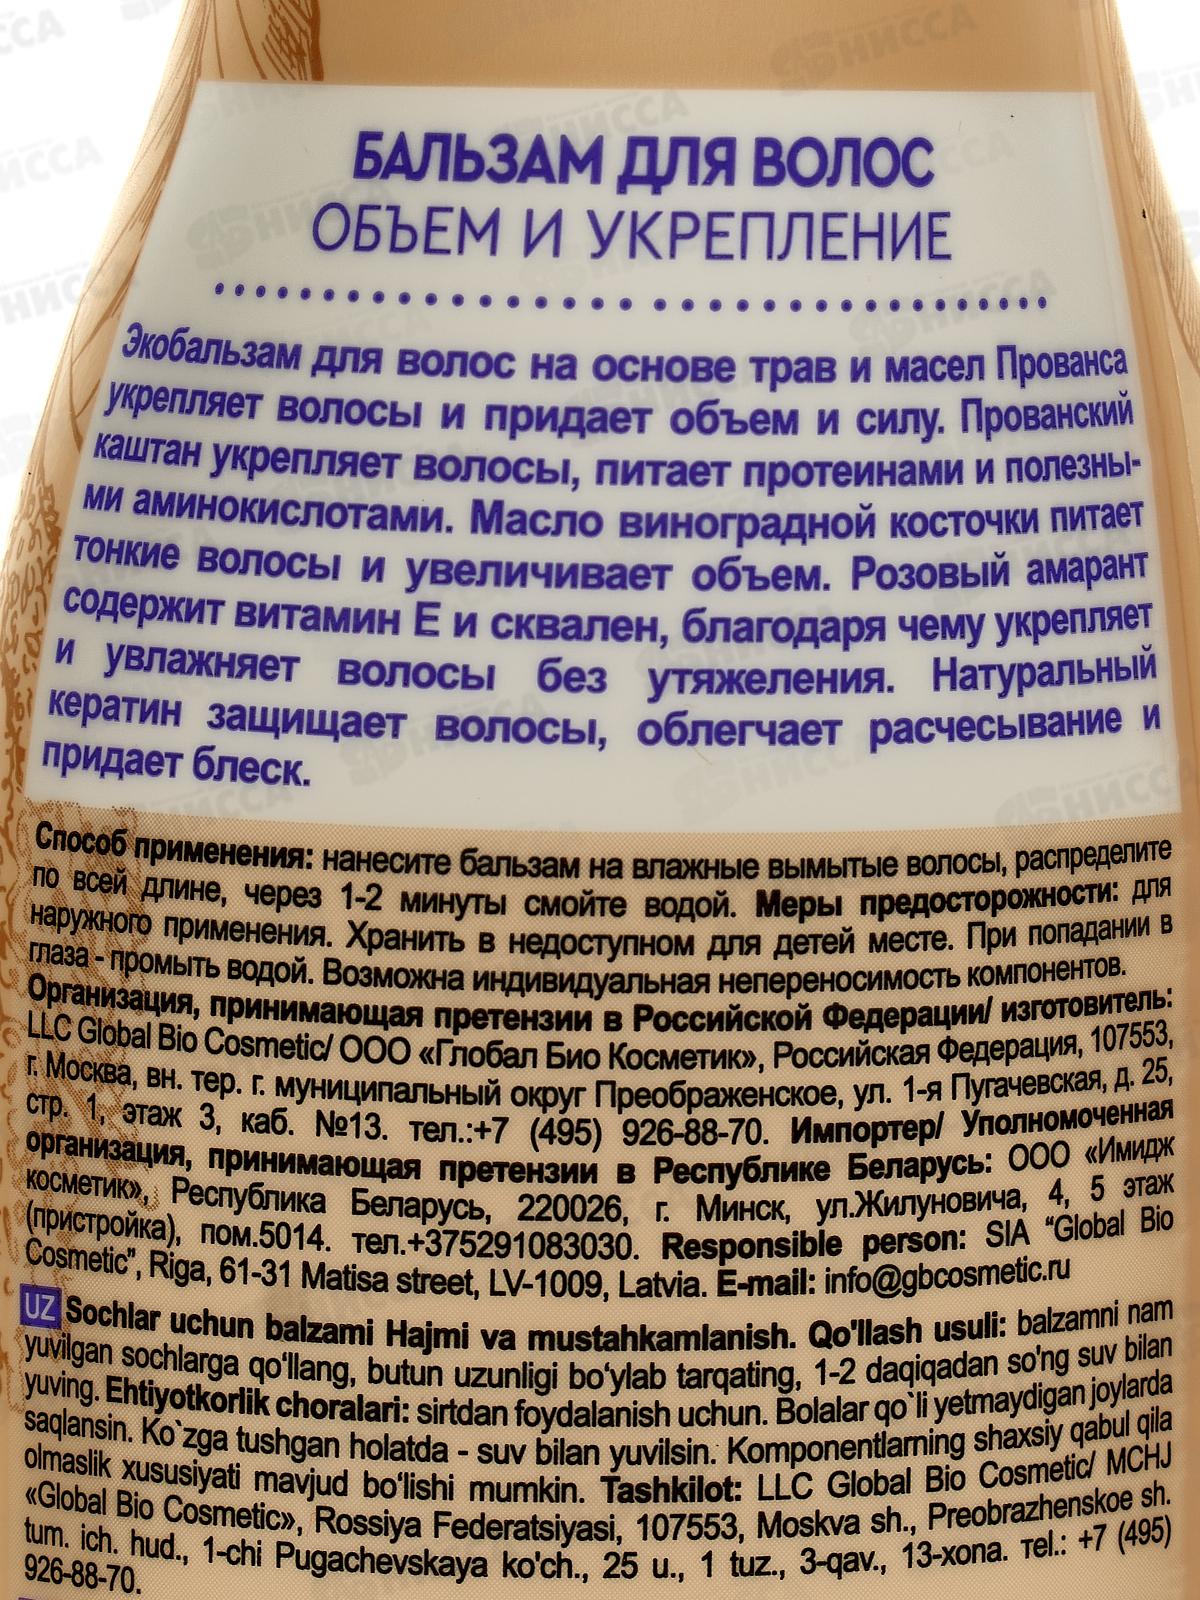 БАЛЬЗАМ ДЛЯ ВОЛОС
ОБЪЕМ И УКРЕПЛЕНИЕ
Экобальзам для волос на основе трав и масел Прованса
укрепляет волосы и придает объем и силу. Прованский
каштан укрепляет волосы, питает протеинами и полезны-
ми аминокислотами. Масло виноградной косточки питает
тонкие волосы и увеличивает объем. Розовый амарант
содержит витамин Е и сквален, благодаря чему укрепляет
и увлажняет волосы без утяжеления. Натуральный
кератин защищает волосы, облегчает расчесывание и
придает блеск.
Способ применения: нанесите бальзам на влажные вымытые волосы, распределите
по всей длине, через 1-2 минуты смойте водой. Меры предосторожности: для
наружного применения. Хранить в недоступном для детей месте. При попадании в
глаза - промыть водой. Возможна индивидуальная непереносимость компонентов.
Организация, принимающая претензии в Российской Федерации/ изготовитель:
LLC Global Bio Cosmetic/ ООО «Глобал Био Косметик», Российская Федерация, 107553,
г. Москва, вн. тер. г. муниципальный округ Преображенское, ул. 1-я Пугачевская, д. 25,
стр. 1, этаж 3, каб. №13. тел.:+7 (495) 926-88-70. Импортер/ Уполномоченная
организация, принимающая претензии в Республике Беларусь: ООО «Имидж
косметик», Республика Беларусь, 220026, г. Минск, ул.Жилуновича, 4, 5 этаж
(пристройка), пом.5014. тел.+375291083030. Responsible person: SIA "Global Bio
Cosmetic", Riga, 61-31 Matisa street, LV-1009, Latvia. E-mail: info@gbcosmetic.ru
UZ Sochlar uchun balzami Hajmi va mustahkamlanish. Qo'llash usuli: balzamni nam
yuvilgan sochlarga qo‘llang, butun uzunligi bo‘ylab tarqating, 1-2 daqiqadan so'ng suv bilan
yuving. Ehtiyotkorlik choralari: sirtdan foydalanish uchun. Bolalar qo`li yetmaydigan joylarda
saqlansin. Ko`zga tushgan holatda - suv bilan yuvilsin. Komponentlarning shaxsiy qabul qila
olmaslik xususiyati mavjud bo‘lishi mumkin. Tashkilot: LLC Global Bio Cosmetic/ MCHJ
«Global Bio Cosmetic», Rossiya Federatsiyasi, 107553, Moskva sh., Preobrazhenskoe sh.
tum. ich. hud., 1-chi Pugachevskaya ko'ch., 25 u., 1 tuz., 3-qav., 13-xona. тел.: +7 (495)
926-88-70.